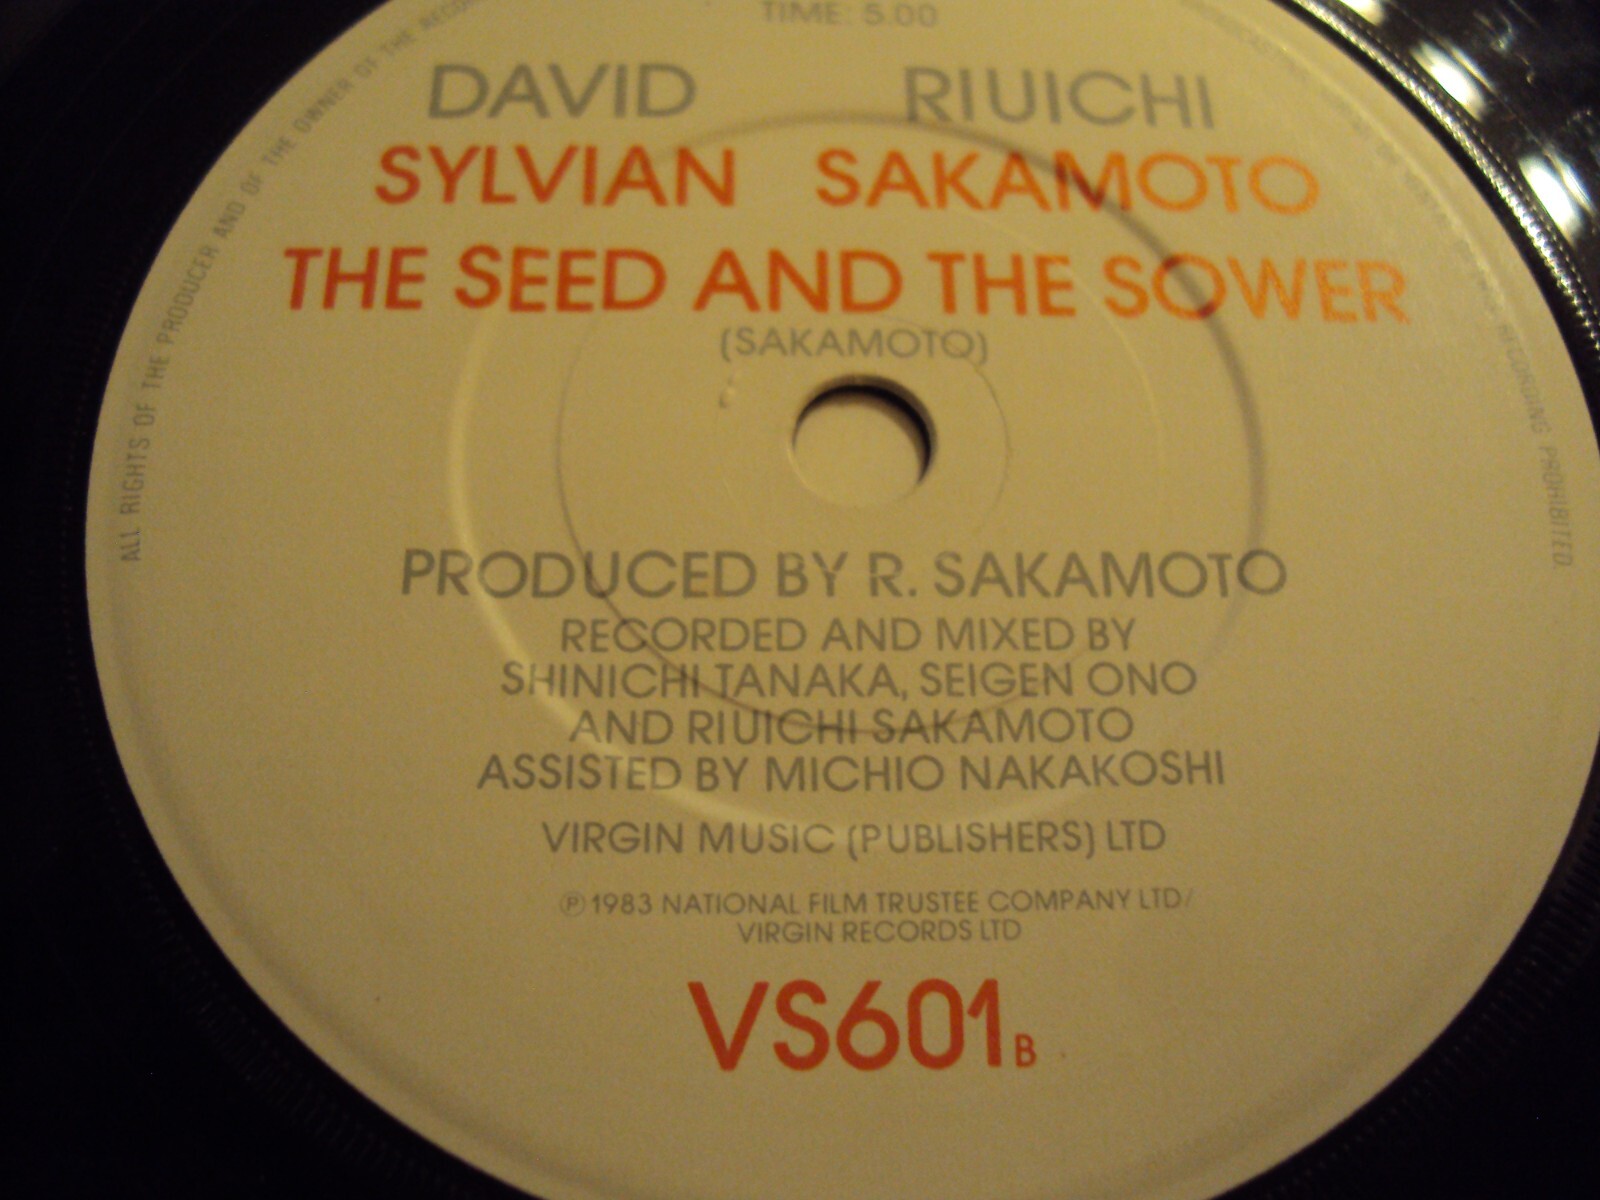 TIME: 5.00
DAVID RIUICHI
SYLVIAN SAKAMOTO
THE SEED AND THE SOWER
(SAKAMOTO)
PRODUCED BY R. SAKAMOTO
RECORDED AND MIXED BY
SHINICHI TANAKA, SEIGEN ONO
AND RIUICHI SAKAMOTO
ASSISTED BY MICHIO NAKAKOSHI
VIRGIN MUSIC (PUBLISHERS) LTD
℗ 1983 NATIONAL FILM TRUSTEE COMPANY LTD/
VIRGIN RECORDS LTD
VS601 B
ALL RIGHTS OF THE PRODUCER AND OF THE OWNER OF THE
RECORDING PROHIBITED